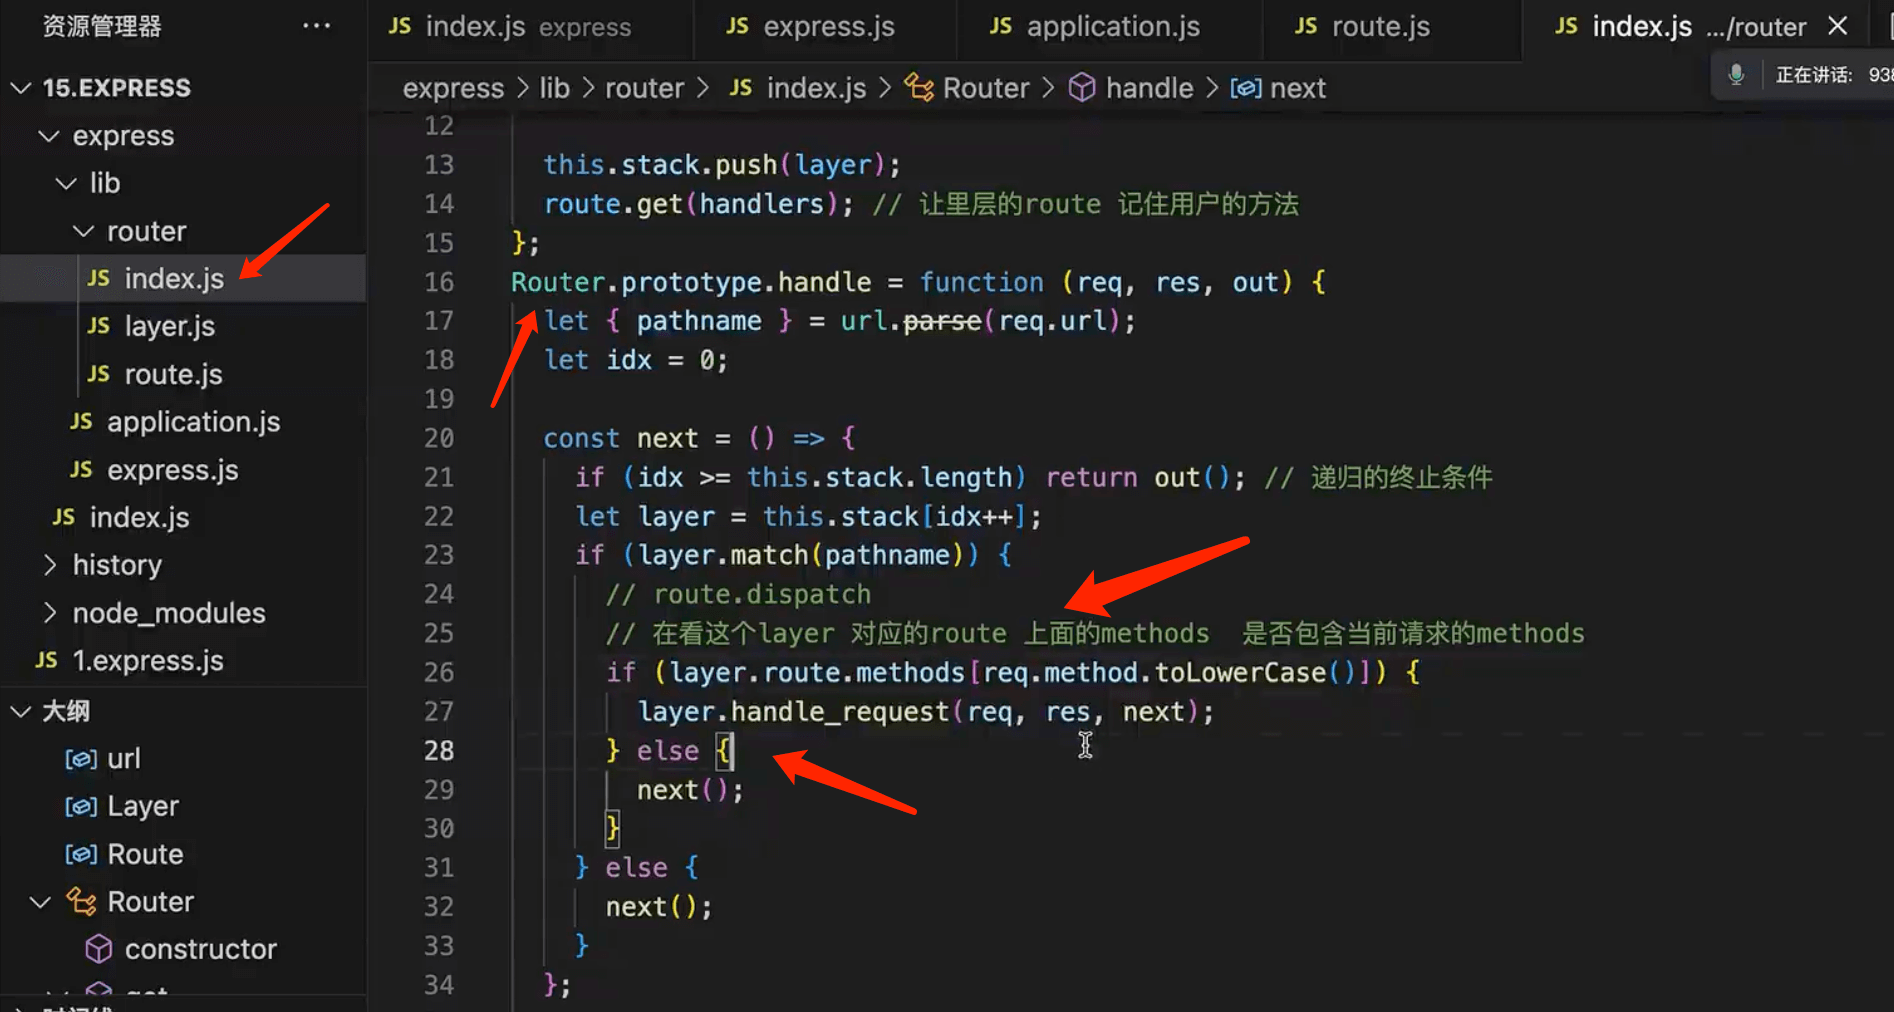 资源管理器 ···
15.EXPRESS
express
lib
router
JS index.js
JS layer.js
JS route.js
JS application.js
JS express.js
JS index.js
history
node_modules
JS 1.express.js
大纲
url
Layer
Route
Router
constructor
JS index.js express JS express.js JS application.js JS route.js JS index.js .../router
正在讲话: 938
express > lib > router > JS index.js > Router > handle > next
12
13 this.stack.push(layer);
14 route.get(handlers); // 让里层的route 记住用户的方法
15 };
16 Router.prototype.handle = function (req, res, out) {
17 let { pathname } = url.parse(req.url);
18 let idx = 0;
19
20 const next = () => {
21 if (idx >= this.stack.length) return out(); // 递归的终止条件
22 let layer = this.stack[idx++];
23 if (layer.match(pathname)) {
24 // route.dispatch
25 // 在看这个layer 对应的route 上面的methods 是否包含当前请求的methods
26 if (layer.route.methods[req.method.toLowerCase()]) {
27 layer.handle_request(req, res, next);
28 } else {
29 next();
30 }
31 } else {
32 next();
33 }
34 };